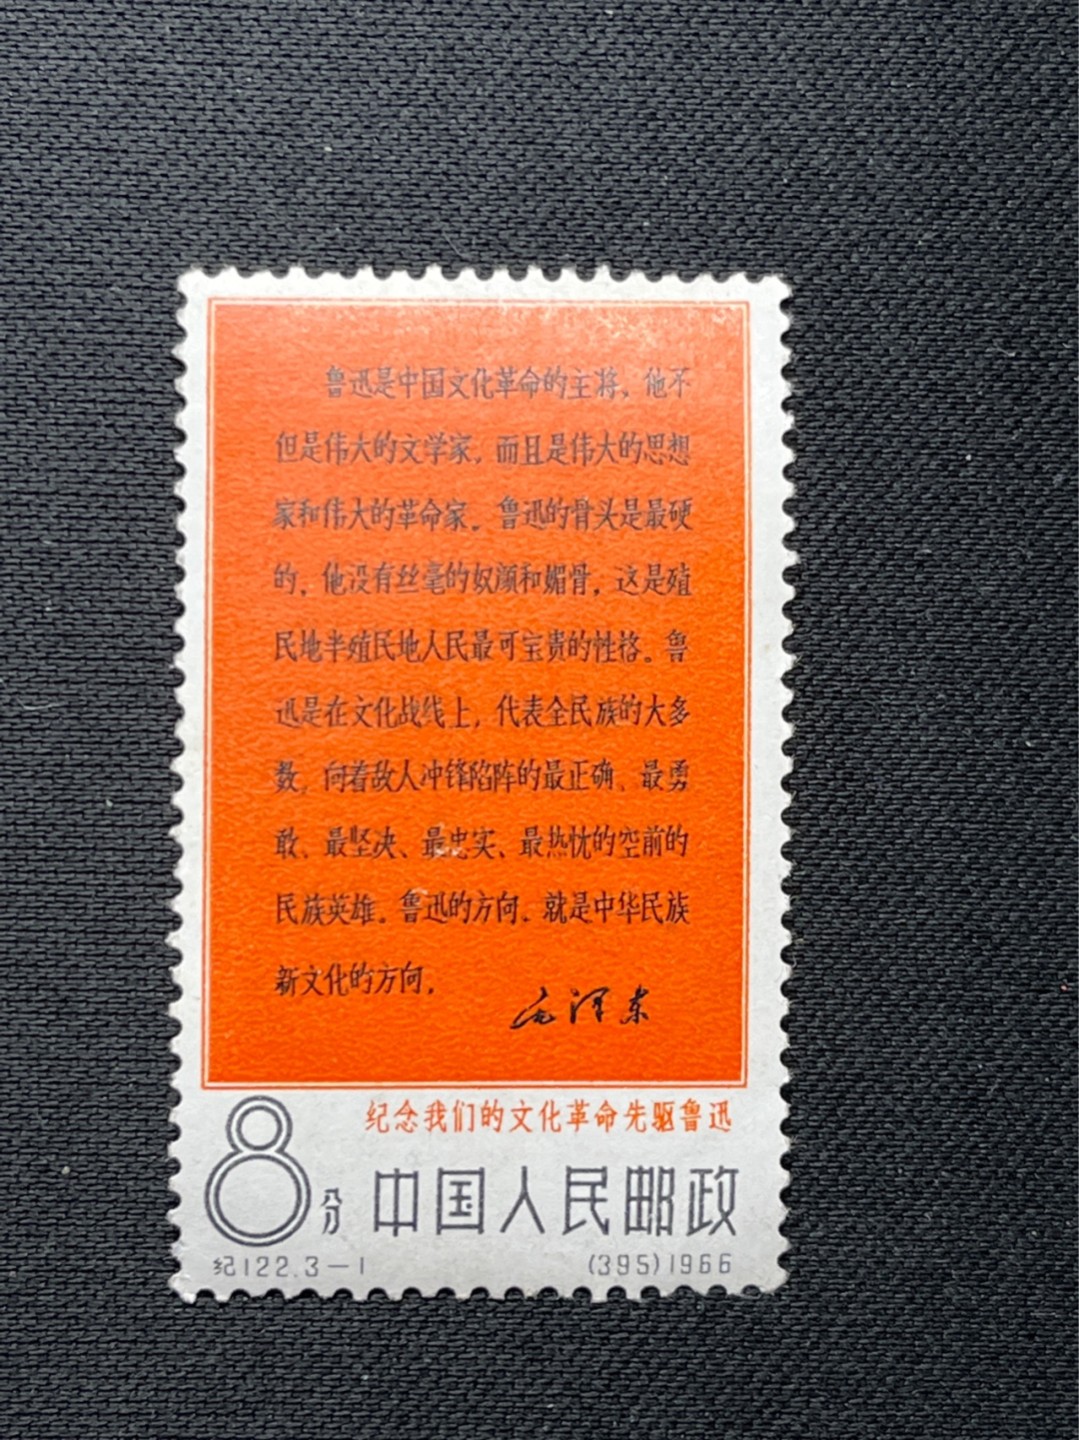 鲁迅是中国文化革命的主将，他不
但是伟大的文学家，而且是伟大的思想
家和伟大的革命家。鲁迅的骨头是最硬
的，他没有丝毫的奴颜和媚骨，这是殖
民地半殖民地人民最可宝贵的性格。鲁
迅是在文化战线上，代表全民族的大多
数，向着敌人冲锋陷阵的最正确、最勇
敢、最坚决、最忠实、最热忱的空前的
民族英雄。鲁迅的方向，就是中华民族
新文化的方向。
毛泽东
纪念我们的文化革命先驱鲁迅
8分 中国人民邮政
纪122.3-1 (395)1966